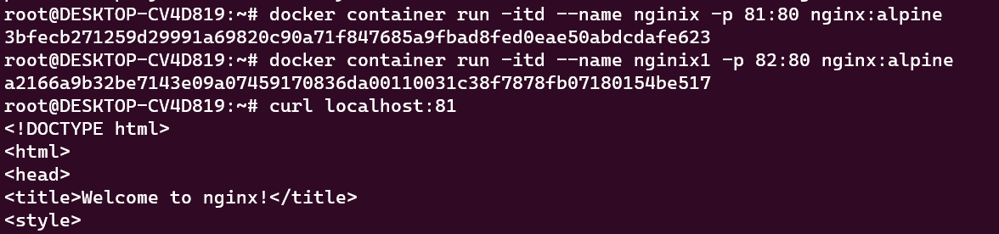 root@DESKTOP-CV4D819:~# docker container run -itd --name nginix -p 81:80 nginx:alpine
3bfecb271259d29991a69820c90a71f847685a9fbad8fed0eae50abdcdafe623
root@DESKTOP-CV4D819:~# docker container run -itd --name nginix1 -p 82:80 nginx:alpine
a2166a9b32be7143e09a07459170836da00110031c38f7878fb07180154be517
root@DESKTOP-CV4D819:~# curl localhost:81
<!DOCTYPE html>
<html>
<head>
<title>Welcome to nginx!</title>
<style>